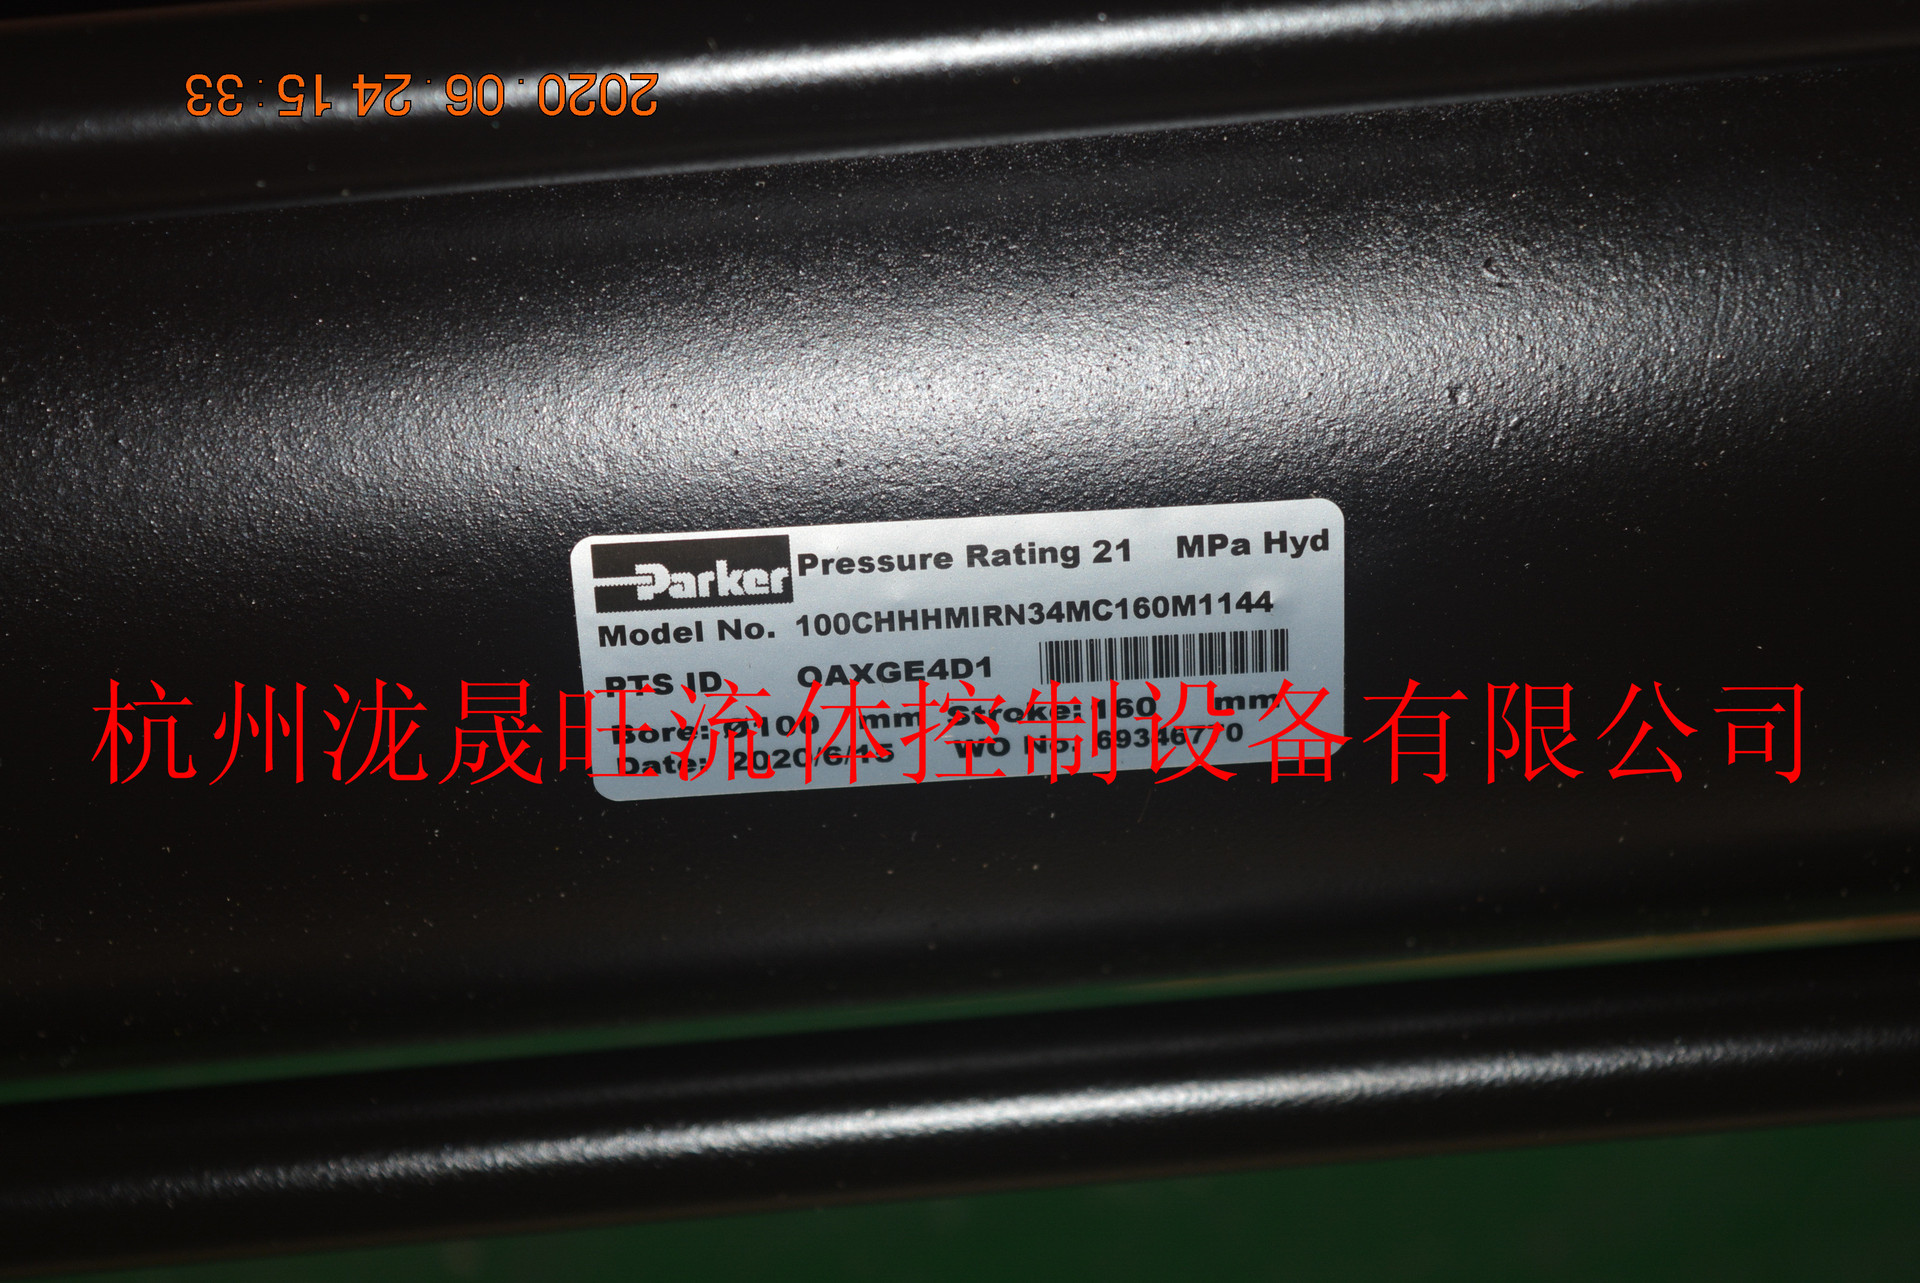 2020.06.24 15:33
Parker Pressure Rating 21 MPa Hyd
Model No. 100CHHHMIRN34MC160M1144
PTS ID OAXGE4D1
杭州泷晟旺流体控制设备有限公司
Bore: Ø 100 mm Stroke: 160 mm
Date: 2020/6/15 WO No. 69346770